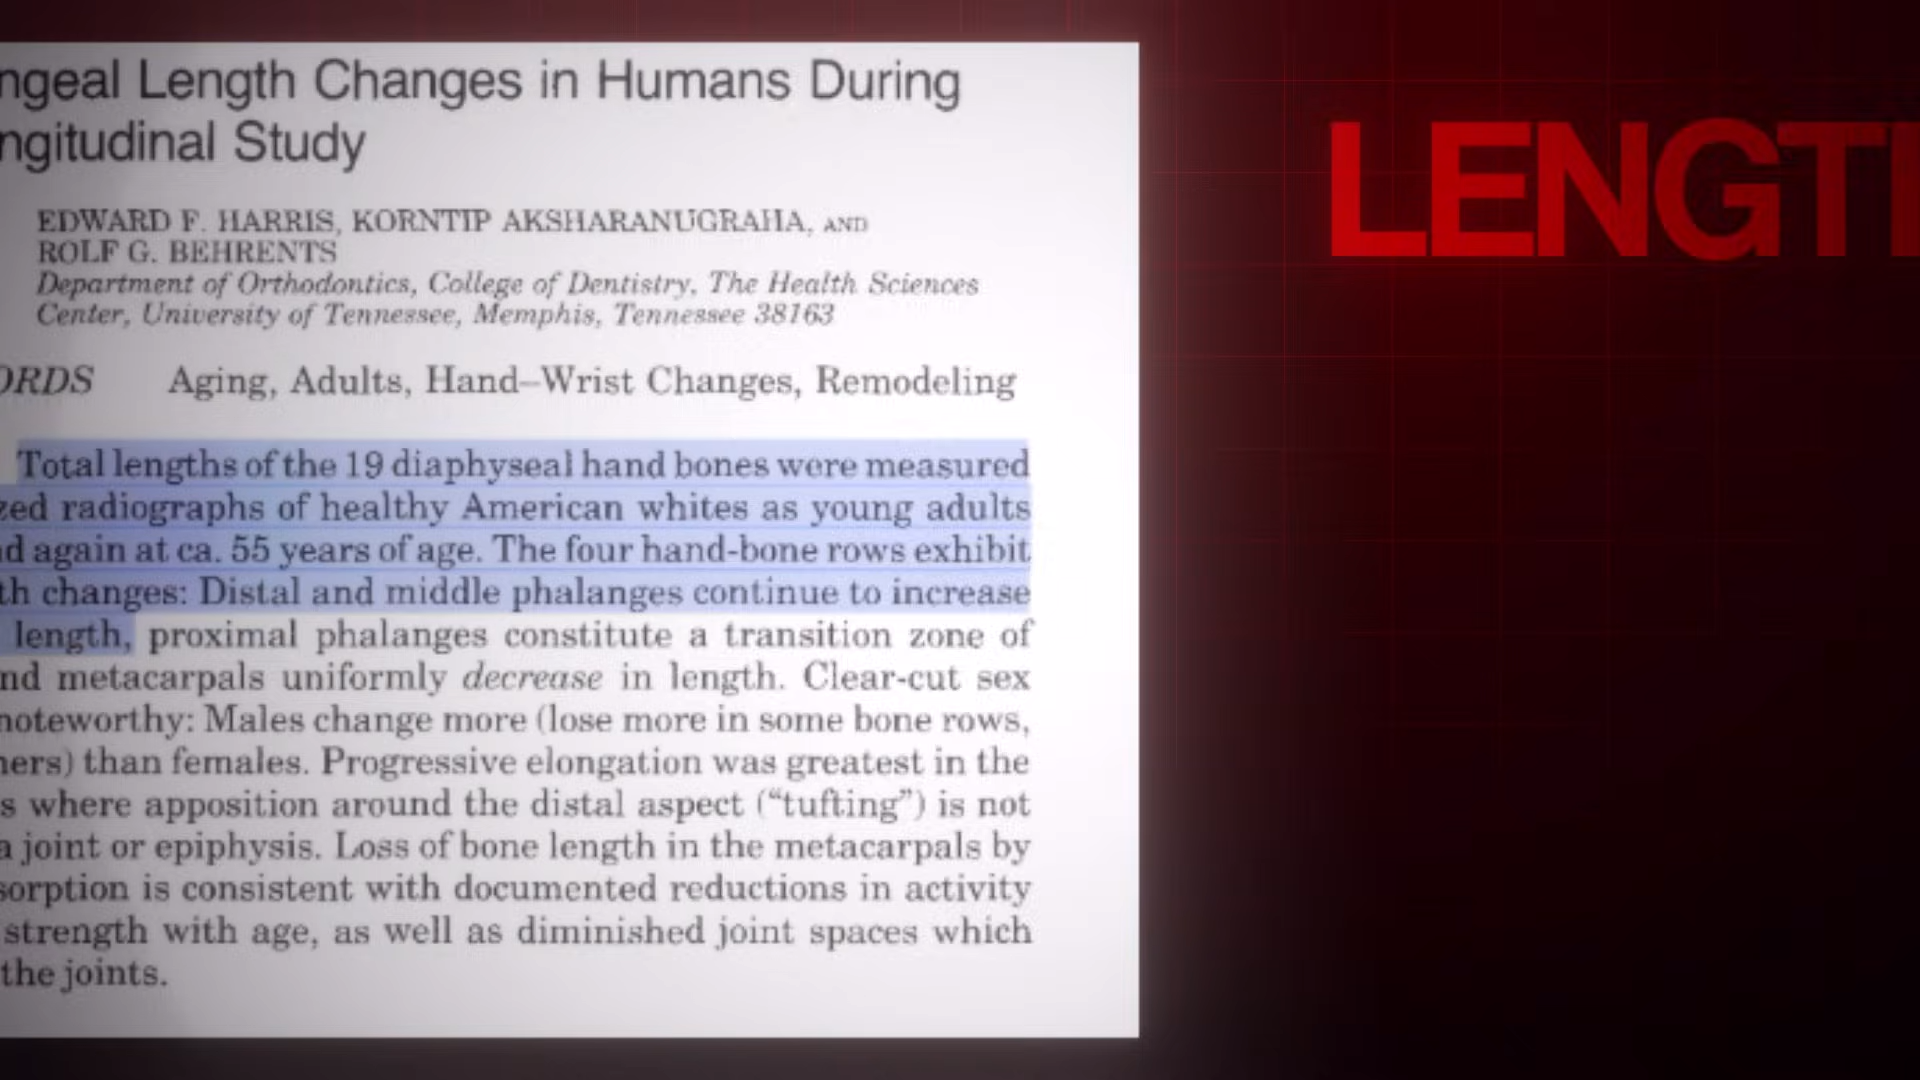 ngeal Length Changes in Humans During
ngitudinal Study
EDWARD F. HARRIS, KORNTIP AKSHARANUGRAHA, AND
ROLF G. BEHRENTS
Department of Orthodontics, College of Dentistry, The Health Sciences
Center, University of Tennessee, Memphis, Tennessee 38163
ORDS Aging, Adults, Hand–Wrist Changes, Remodeling
Total lengths of the 19 diaphyseal hand bones were measured
zed radiographs of healthy American whites as young adults
nd again at ca. 55 years of age. The four hand-bone rows exhibit
th changes: Distal and middle phalanges continue to increase
length, proximal phalanges constitute a transition zone of
nd metacarpals uniformly decrease in length. Clear-cut sex
noteworthy: Males change more (lose more in some bone rows,
hers) than females. Progressive elongation was greatest in the
s where apposition around the distal aspect (“tufting”) is not
a joint or epiphysis. Loss of bone length in the metacarpals by
sorption is consistent with documented reductions in activity
strength with age, as well as diminished joint spaces which
the joints.
LENGTH